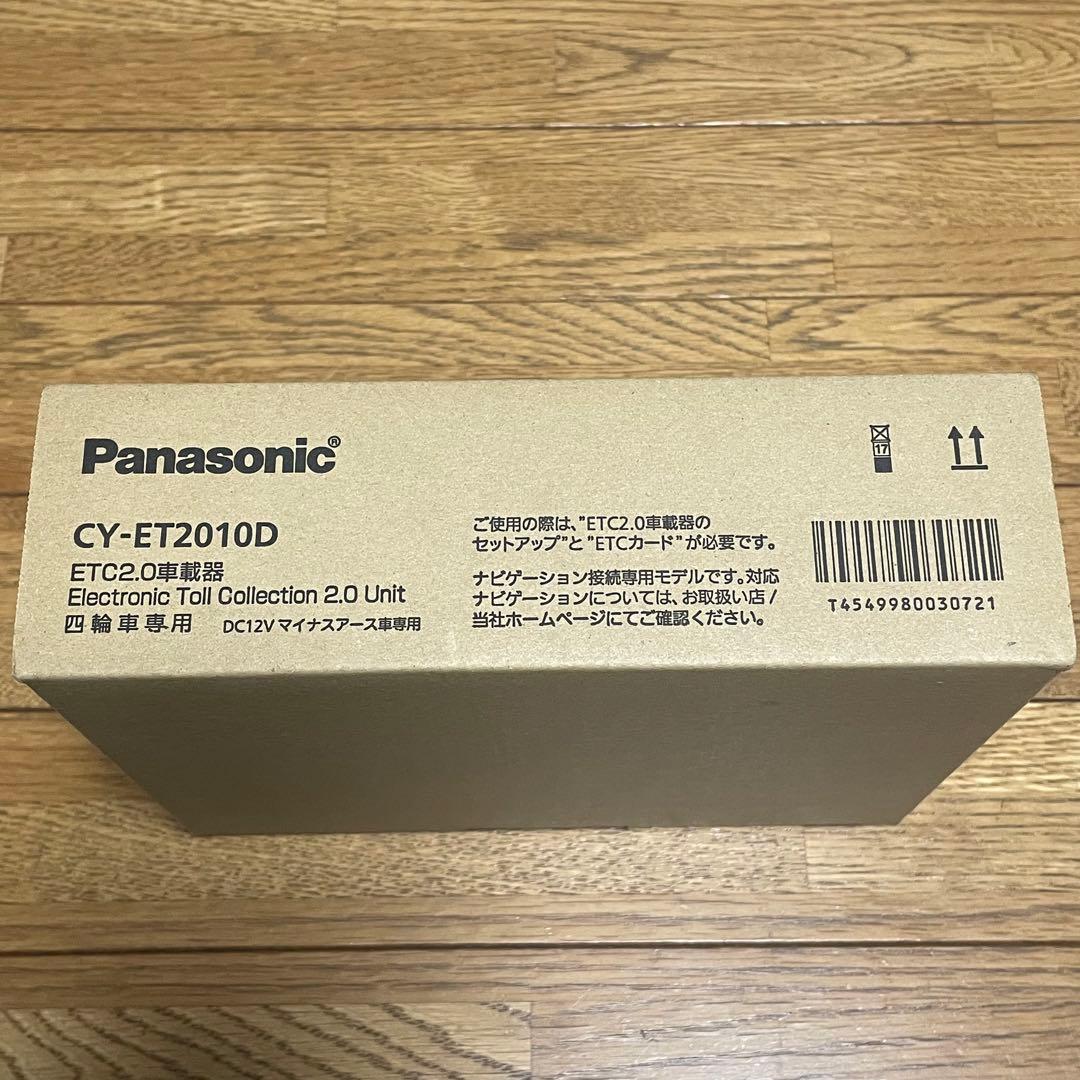 Panasonic®
17
CY-ET2010D
ETC2.0車載器
Electronic Toll Collection 2.0 Unit
四輪車専用 DC12V マイナスアース車専用
ご使用の際は、"ETC2.0車載器の
セットアップ"と"ETCカード"が必要です。
ナビゲーション接続専用モデルです。対応
ナビゲーションについては、お取扱い店/
当社ホームページにてご確認ください。
T4549980030721